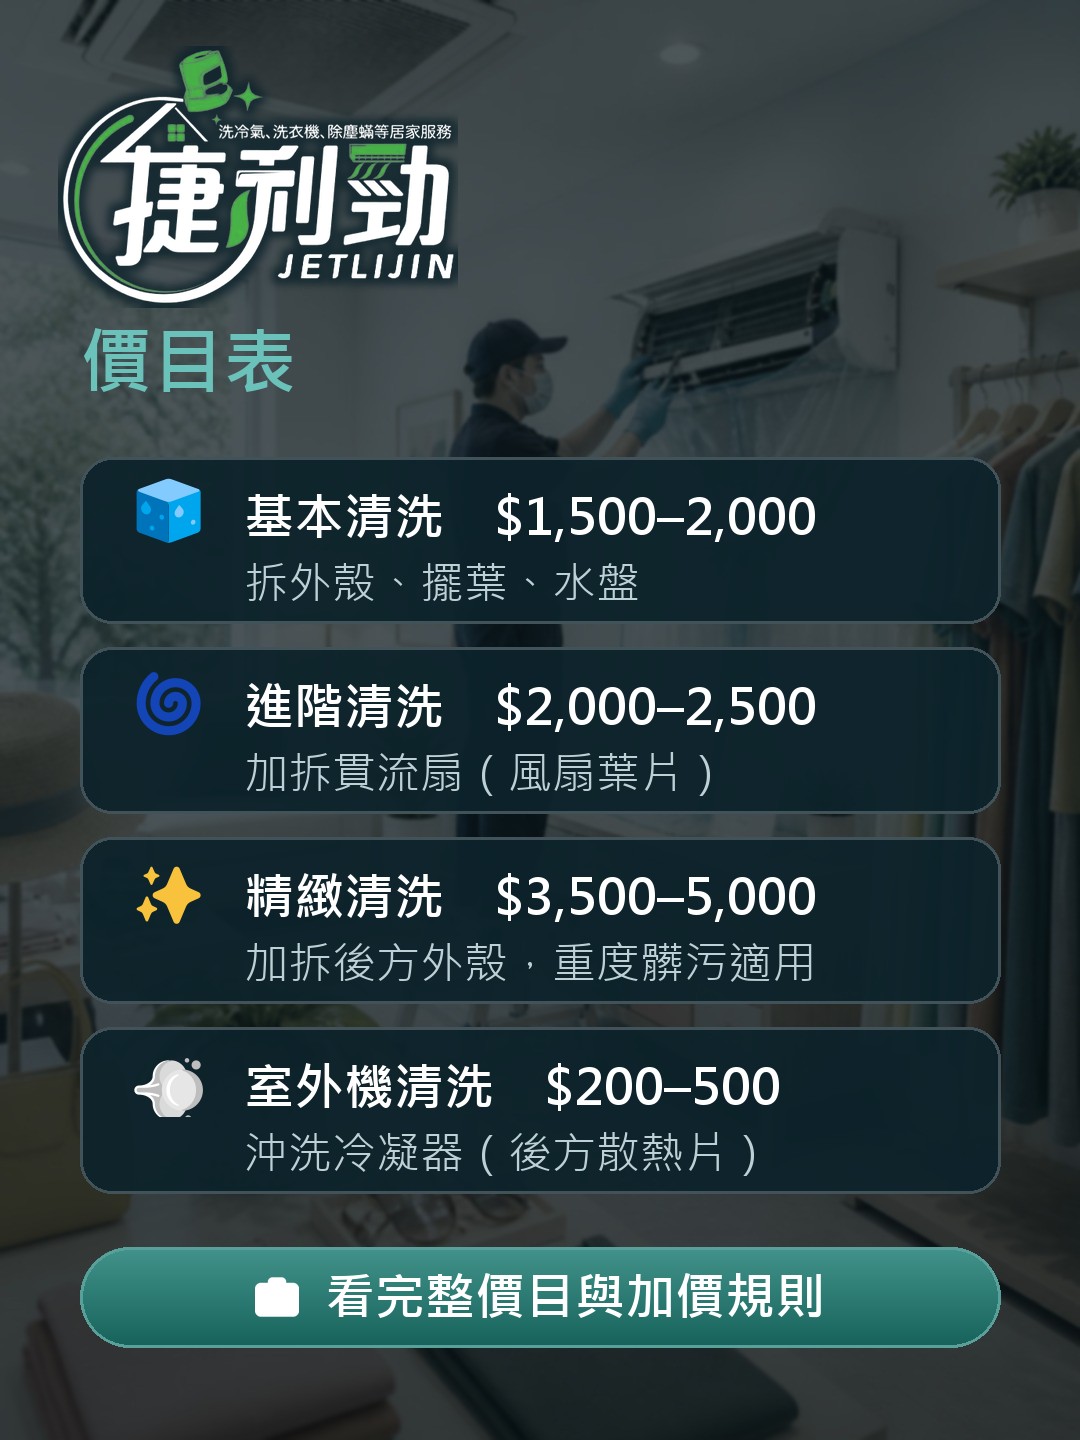 洗冷氣、洗衣機、除塵蟎等居家服務
捷利勁
JETLIJIN
價目表
基本清洗 $1,500–2,000
拆外殼、擺葉、水盤
進階清洗 $2,000–2,500
加拆貫流扇（風扇葉片）
精緻清洗 $3,500–5,000
加拆後方外殼，重度髒污適用
室外機清洗 $200–500
沖洗冷凝器（後方散熱片）
看完整價目與加價規則